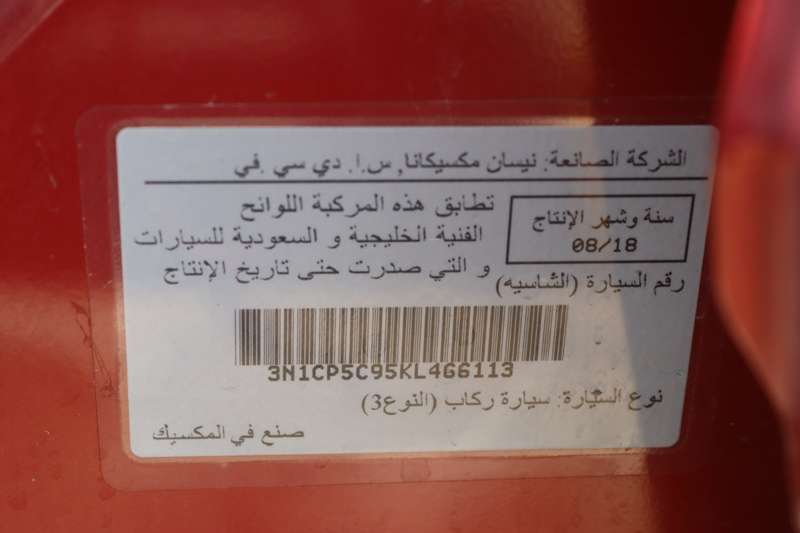 الشركة الصانعة: نيسان مكسيكانا, س.ا. دي سي. في
سنة وشهر الإنتاج
08/18
تطابق هذه المركبة اللوائح
الفنية الخليجية و السعودية للسيارات
و التي صدرت حتى تاريخ الإنتاج
رقم السيارة (الشاسيه)
3N1CP5C95KL466113
نوع السيارة: سيارة ركاب (النوع3)
صنع في المكسيك